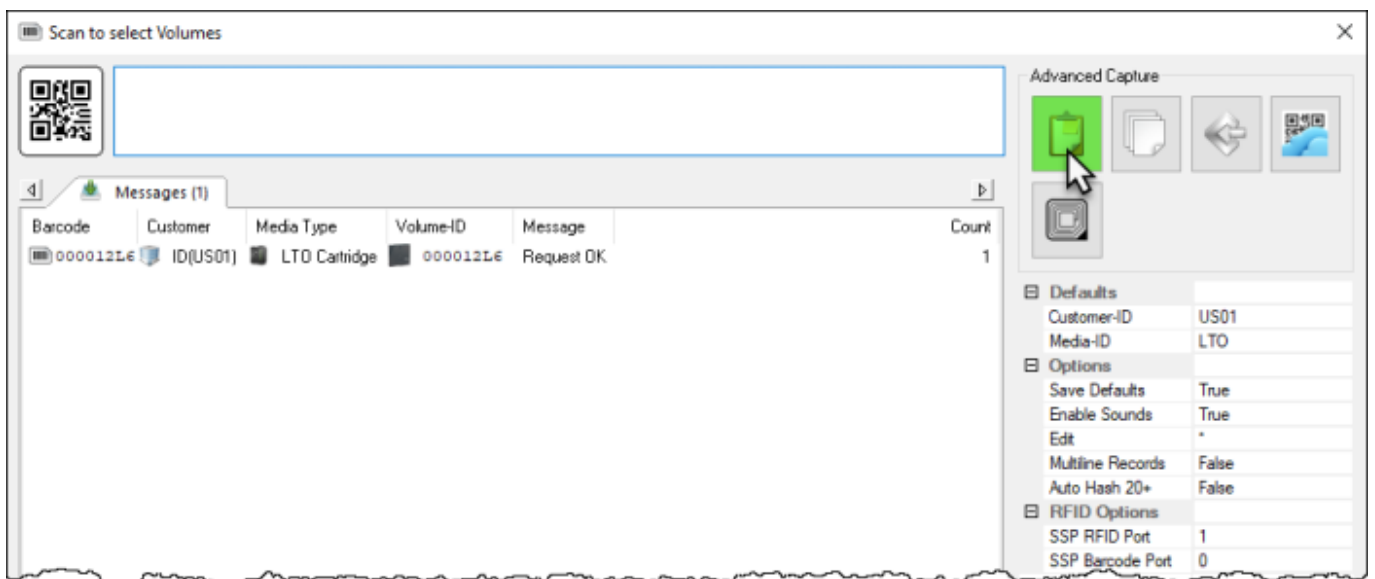 Scan to select Volumes
Advanced Capture
Messages (1)
Barcode Customer Media Type Volume-ID Message Count
000012L6 ID(US01) LTO Cartridge 000012L6 Request OK 1
Defaults
Customer-ID US01
Media-ID LTO
Options
Save Defaults True
Enable Sounds True
Edit *
Multiline Records False
Auto Hash 20+ False
RFID Options
SSP RFID Port 1
SSP Barcode Port 0